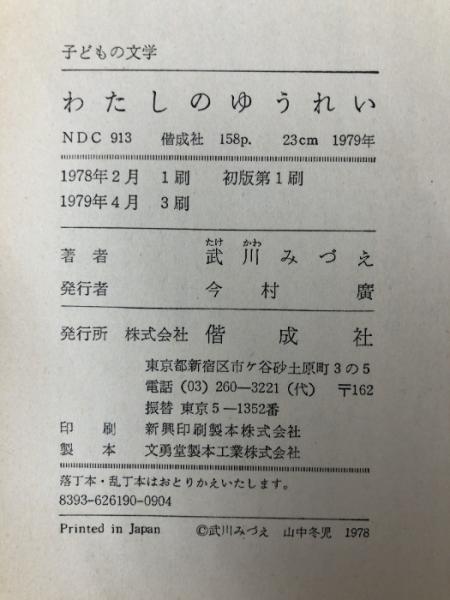 子どもの文学
わたしのゆうれい
NDC 913 偕成社 158p. 23cm 1979年
1978年2月 1刷 初版第1刷
1979年4月 3刷
たけ かわ
著者 武川みづえ
発行者 今村廣
発行所 株式会社 偕成社
東京都新宿区市ケ谷砂土原町3の5
電話 (03) 260―3221 (代) 〒162
振替 東京5―1352番
印刷 新興印刷製本株式会社
製本 文勇堂製本工業株式会社
落丁本・乱丁本はおとりかえいたします。
8393-626190-0904
Printed in Japan ©武川みづえ 山中冬児 1978